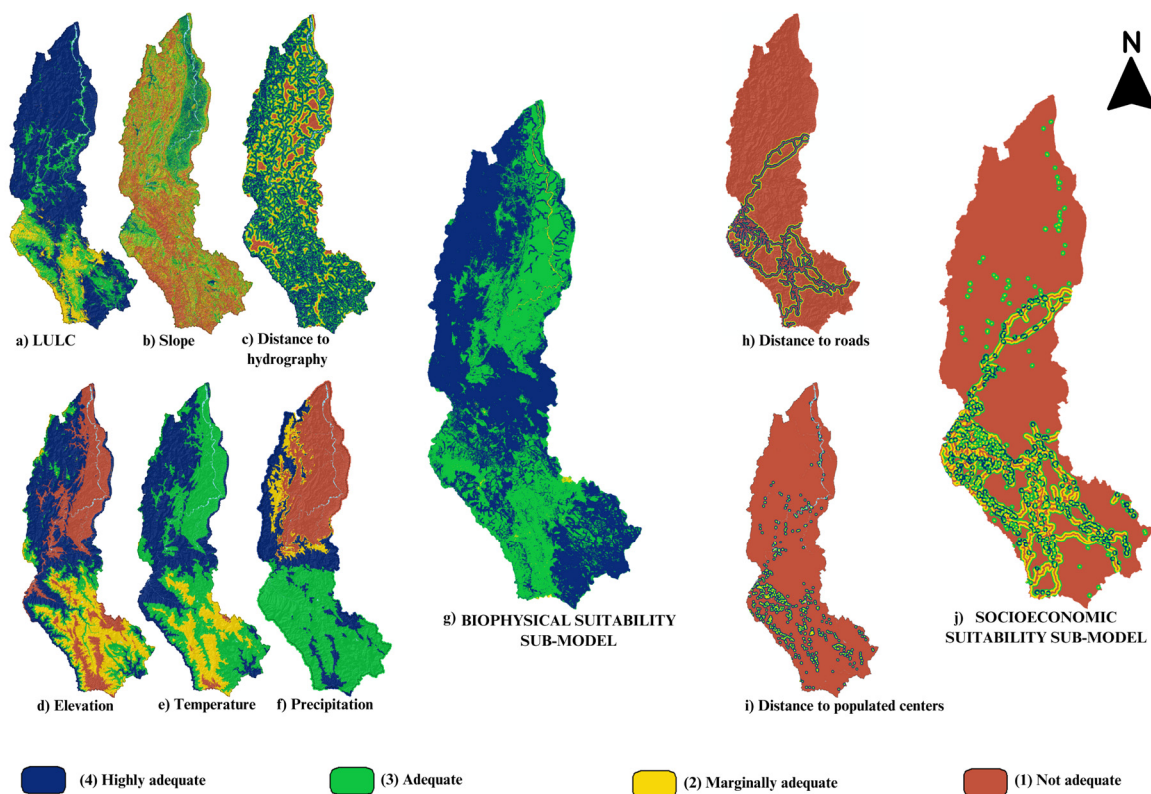 N
a) LULC
b) Slope
c) Distance to
hydrography
h) Distance to roads
d) Elevation
e) Temperature
f) Precipitation
g) BIOPHYSICAL SUITABILITY
SUB-MODEL
i) Distance to populated centers
j) SOCIOECONOMIC
SUITABILITY SUB-MODEL
(4) Highly adequate
(3) Adequate
(2) Marginally adequate
(1) Not adequate